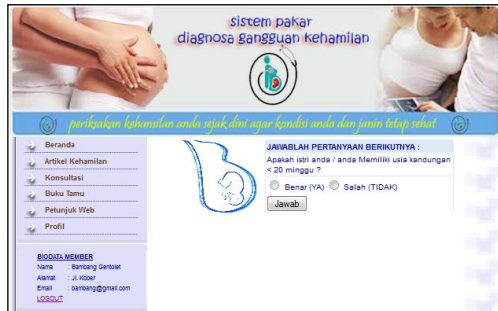 sistem pakar
diagnosa gangguan kehamilan
periksakan kehamilan anda sejak dini agar kondisi anda dan janin tetap sehat
Beranda
Artikel Kehamilan
Konsultasi
Buku Tamu
Petunjuk Web
Profil
BIODATA MEMBER
Nama : Bambang Gentolet
Alamat : Jl. Kober
Email : bambang@gmail.com
LOGOUT
JAWABLAH PERTANYAAN BERIKUTNYA :
Apakah istri anda / anda Memiliki usia kandungan
< 20 minggu ?
Benar (YA) Salah (TIDAK)
Jawab